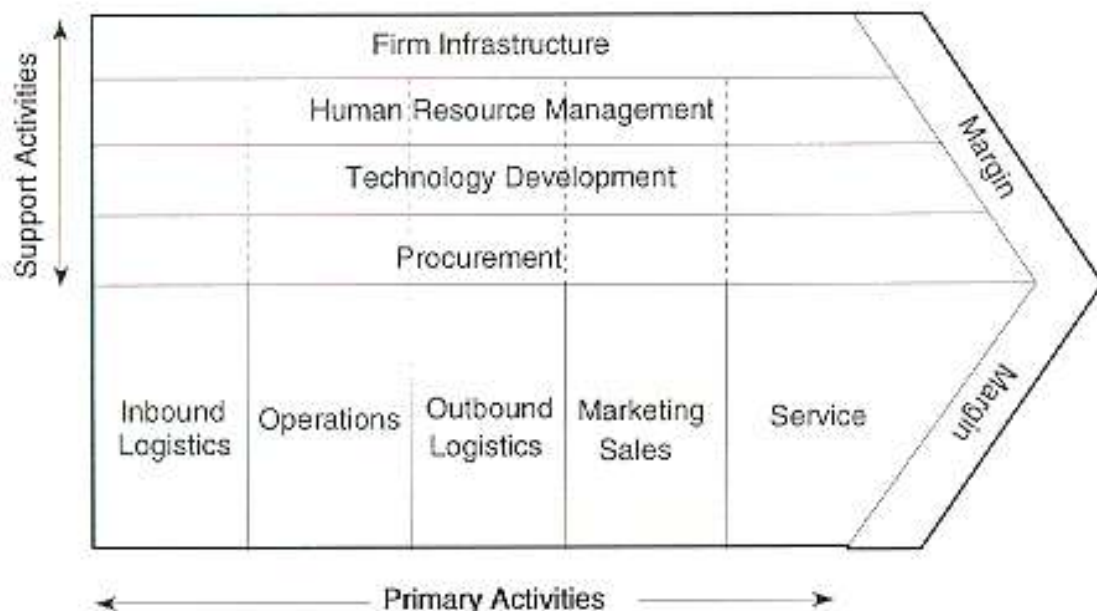 Support Activities
Firm Infrastructure
Human Resource Management
Technology Development
Procurement
Margin
Inbound
Logistics
Operations
Outbound
Logistics
Marketing
Sales
Service
Margin
Primary Activities